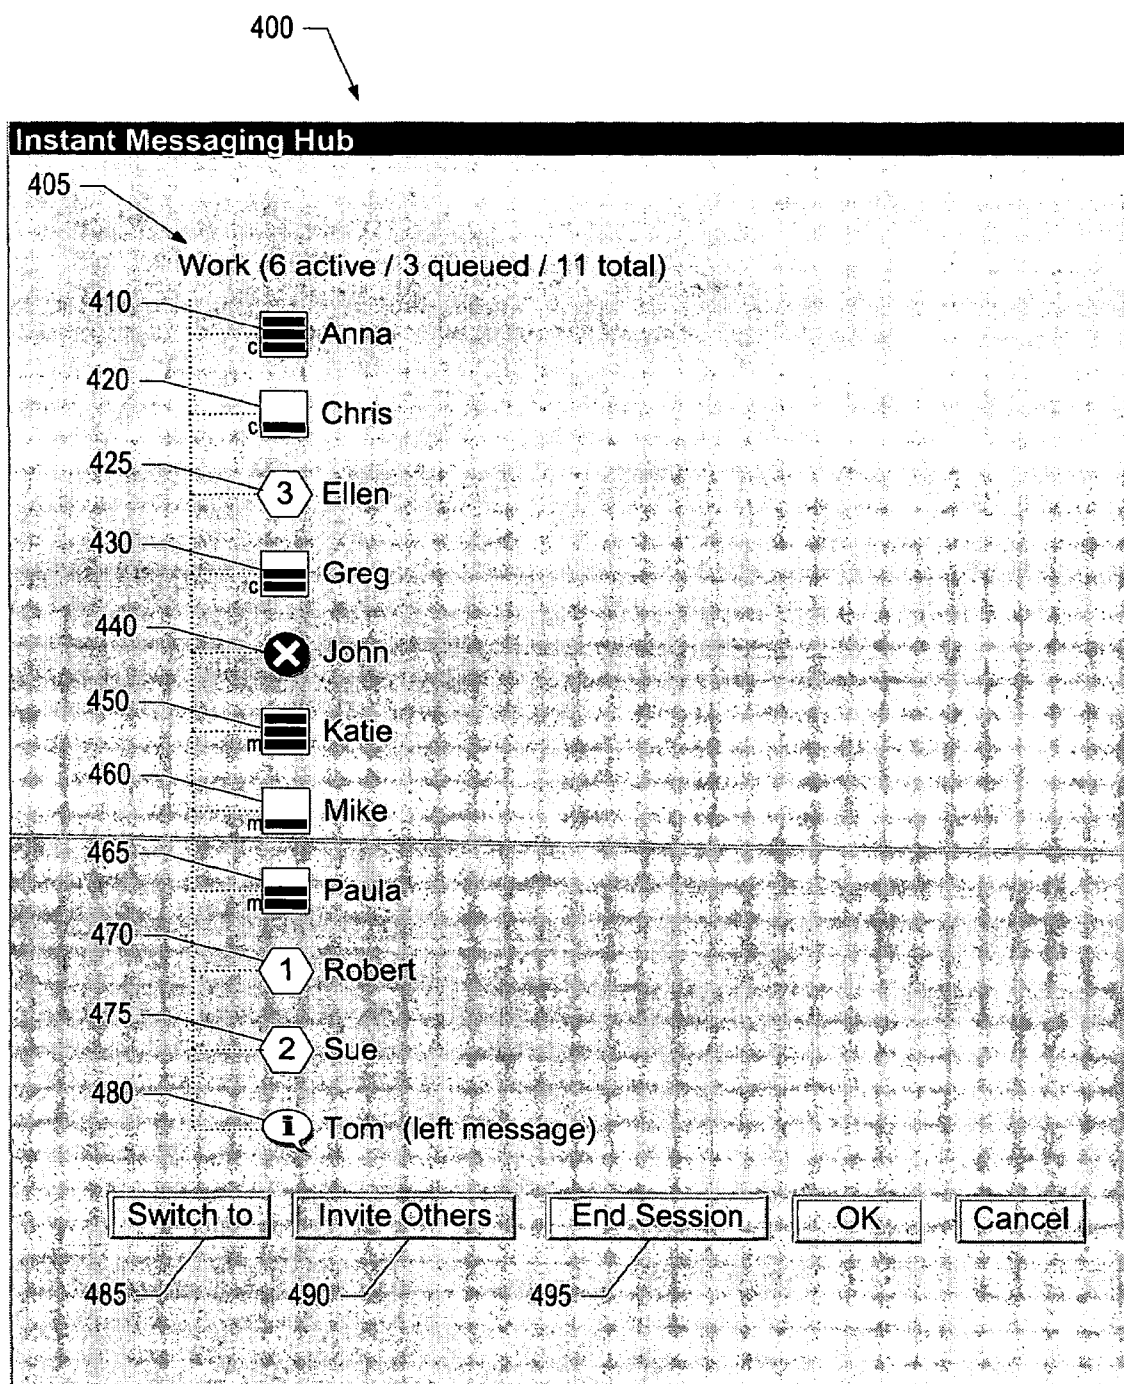 400
Instant Messaging Hub
405
Work (6 active / 3 queued / 11 total)
410
c Anna
420
c Chris
425
3 Ellen
430
c Greg
440
John
450
m Katie
460
m Mike
465
m Paula
470
1 Robert
475
2 Sue
480
i Tom (left message)
Switch to Invite Others End Session OK Cancel
485 490 495